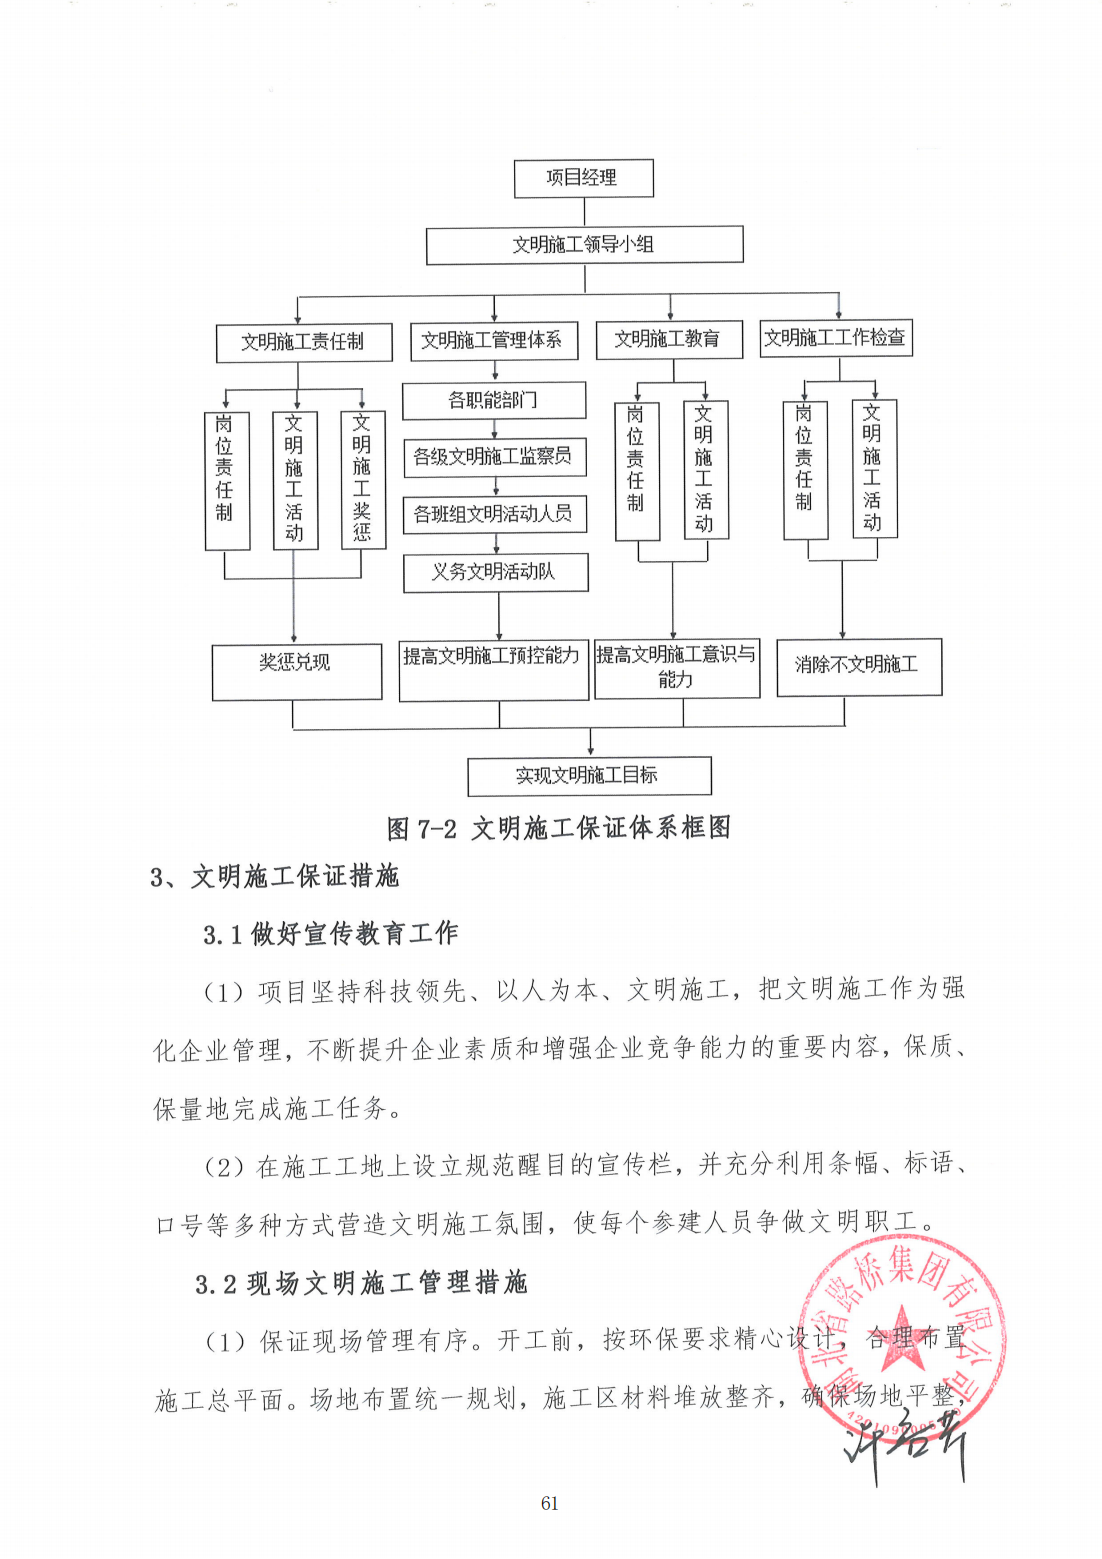 项目经理
文明施工领导小组
文明施工责任制
文明施工管理体系
文明施工教育
文明施工工作检查
岗位责任制
文明施工活动
文明施工奖惩
各职能部门
各级文明施工监察员
各班组文明活动人员
义务文明活动队
岗位责任制
文明施工活动
岗位责任制
文明施工活动
奖惩兑现
提高文明施工预控能力
提高文明施工意识与
能力
消除不文明施工
实现文明施工目标
图 7-2 文明施工保证体系框图
3、文明施工保证措施
3.1 做好宣传教育工作
（1）项目坚持科技领先、以人为本、文明施工，把文明施工作为强
化企业管理，不断提升企业素质和增强企业竞争能力的重要内容，保质、
保量地完成施工任务。
（2）在施工工地上设立规范醒目的宣传栏，并充分利用条幅、标语、
口号等多种方式营造文明施工氛围，使每个参建人员争做文明职工。
3.2 现场文明施工管理措施
（1）保证现场管理有序。开工前，按环保要求精心设计，合理布置
施工总平面。场地布置统一规划，施工区材料堆放整齐，确保场地平整，
湖北省路桥集团有限公司
61